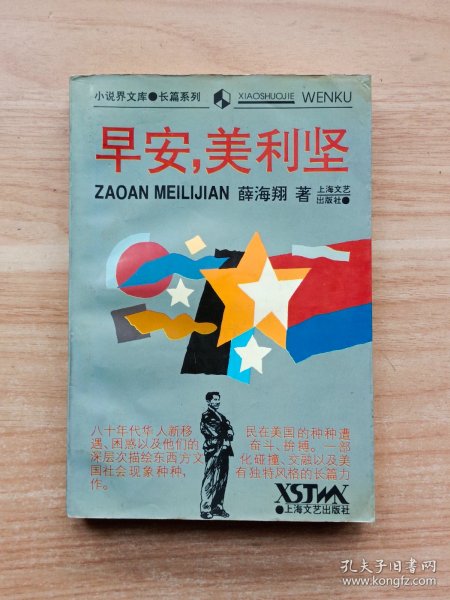 小说界文库●长篇系列 XIAOSHUOJIE WENKU
早安,美利坚
ZAOAN MEILIJIAN 薛海翔 著 上海文艺
出版社●
八十年代华人新移 民在美国的种种遭
遇、困惑以及他们的 奋斗、拚搏。一部
深层次描绘东西方文 化碰撞、交融以及美
国社会现象种种, 有独特风格的长篇力
作。
XSJWK
●上海文艺出版社
孔夫子旧书网
www.kongfz.com